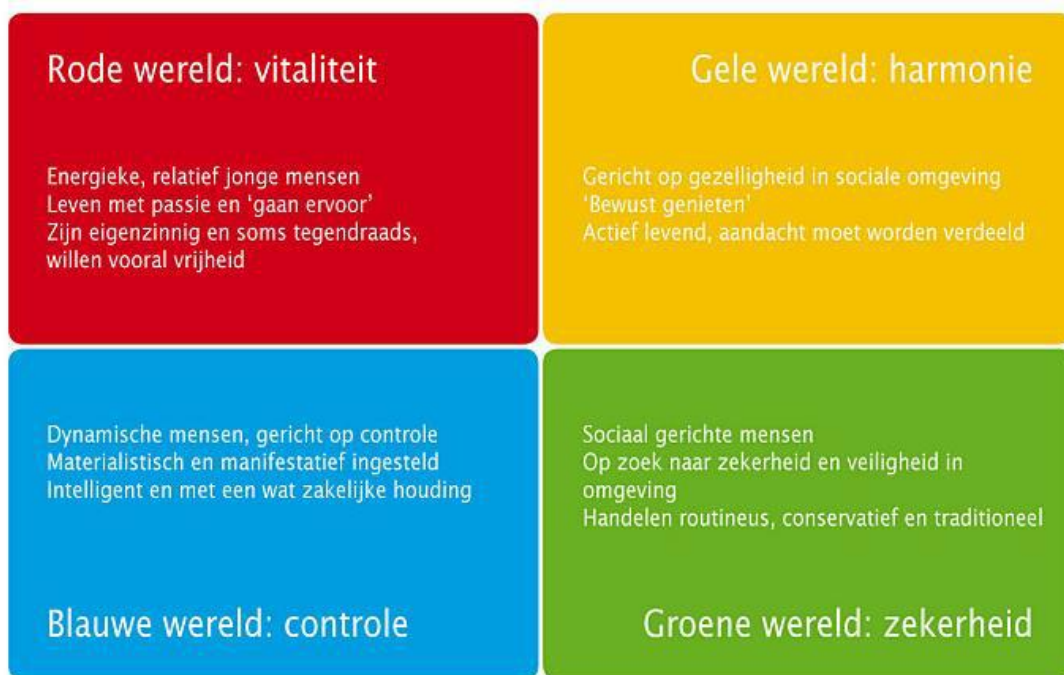 Rode wereld: vitaliteit
Energieke, relatief jonge mensen
Leven met passie en ‘gaan ervoor’
Zijn eigenzinnig en soms tegendraads,
willen vooral vrijheid
Gele wereld: harmonie
Gericht op gezelligheid in sociale omgeving
‘Bewust genieten’
Actief levend, aandacht moet worden verdeeld
Dynamische mensen, gericht op controle
Materialistisch en manifestatief ingesteld
Intelligent en met een wat zakelijke houding
Blauwe wereld: controle
Sociaal gerichte mensen
Op zoek naar zekerheid en veiligheid in
omgeving
Handelen routineus, conservatief en traditioneel
Groene wereld: zekerheid